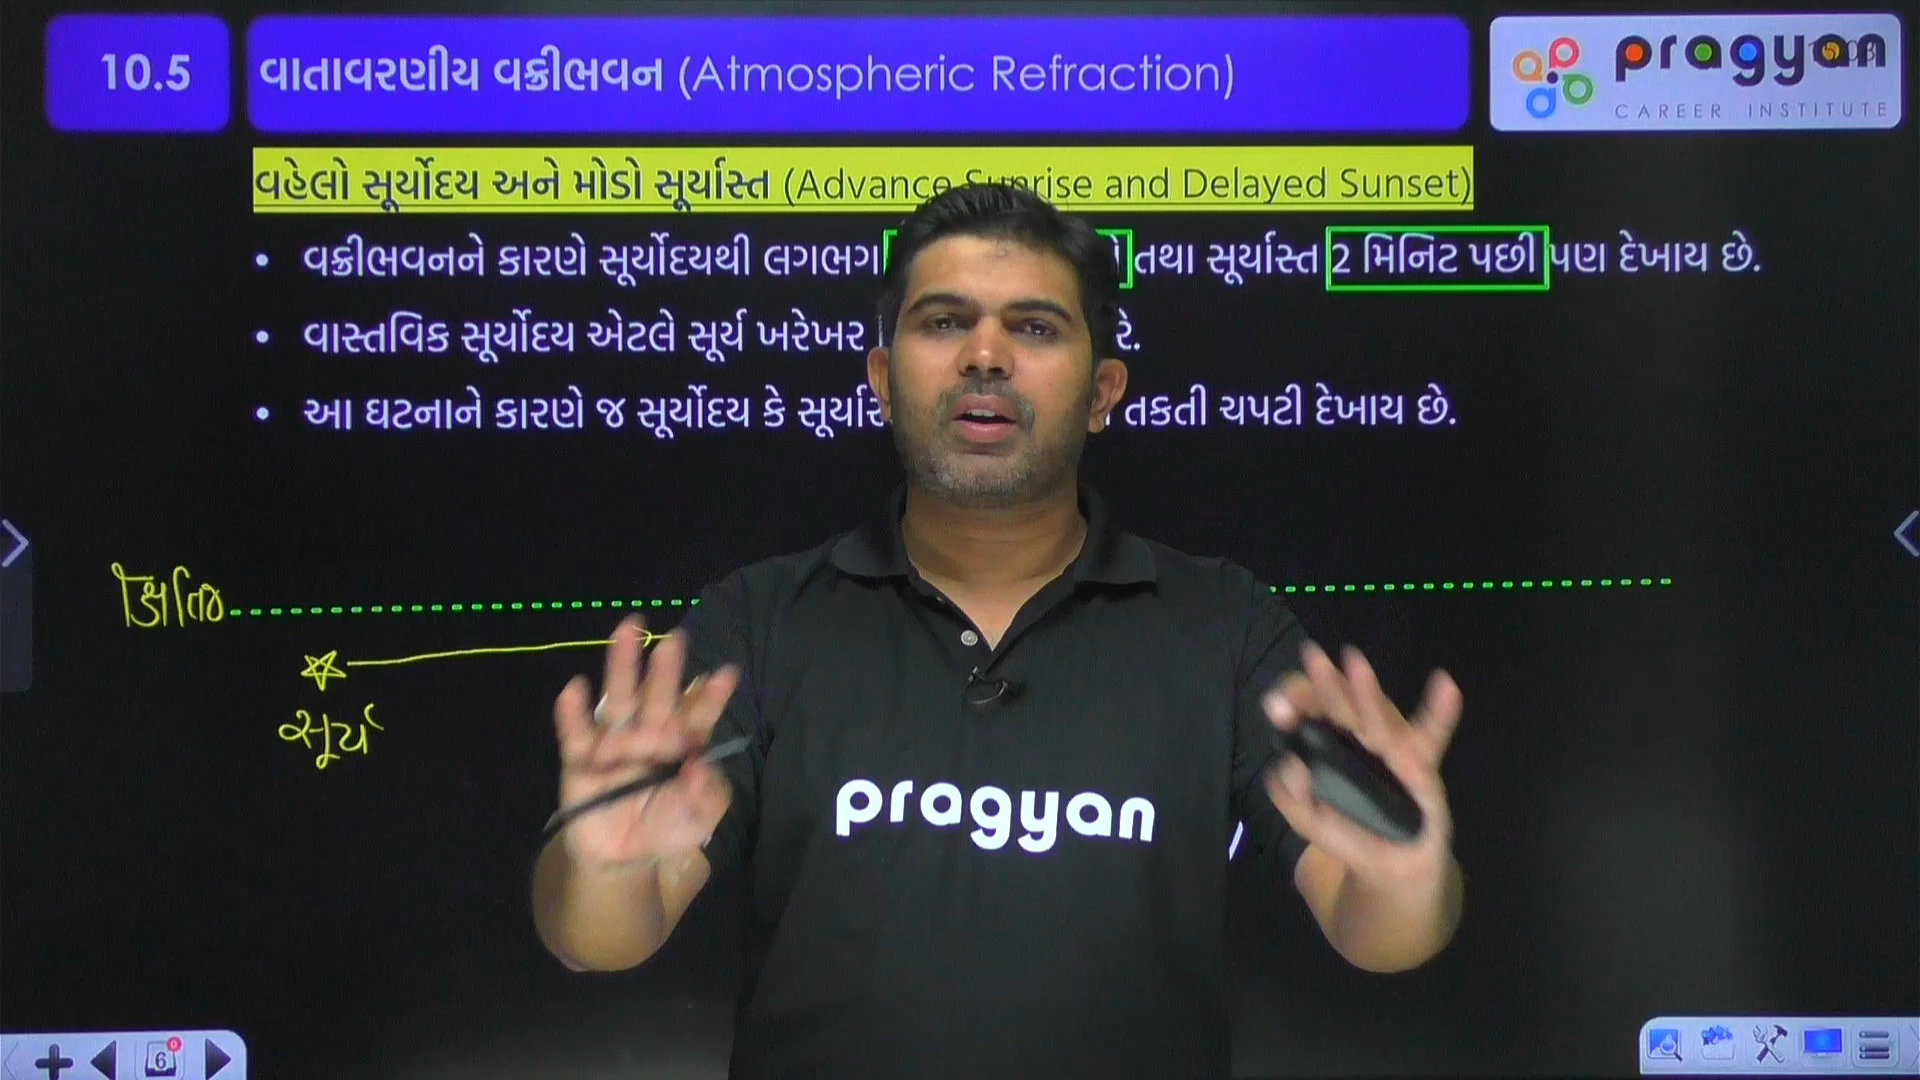 10.5
વાતાવરણીય વક્રીભવન (Atmospheric Refraction)
pragyan
CAREER INSTITUTE
વહેલો સૂર્યોદય અને મોડો સૂર્યાસ્ત (Advance Sunrise and Delayed Sunset)
• વક્રીભવનને કારણે સૂર્યોદયથી લગભગ તથા સૂર્યાસ્ત 2 મિનિટ પછી પણ દેખાય છે.
• વાસ્તવિક સૂર્યોદય એટલે સૂર્ય ખરેખર
• આ ઘટનાને કારણે જ સૂર્યોદય કે તકતી ચપટી દેખાય છે.
ક્ષિતિજ
સૂર્ય
pragyan
6
0